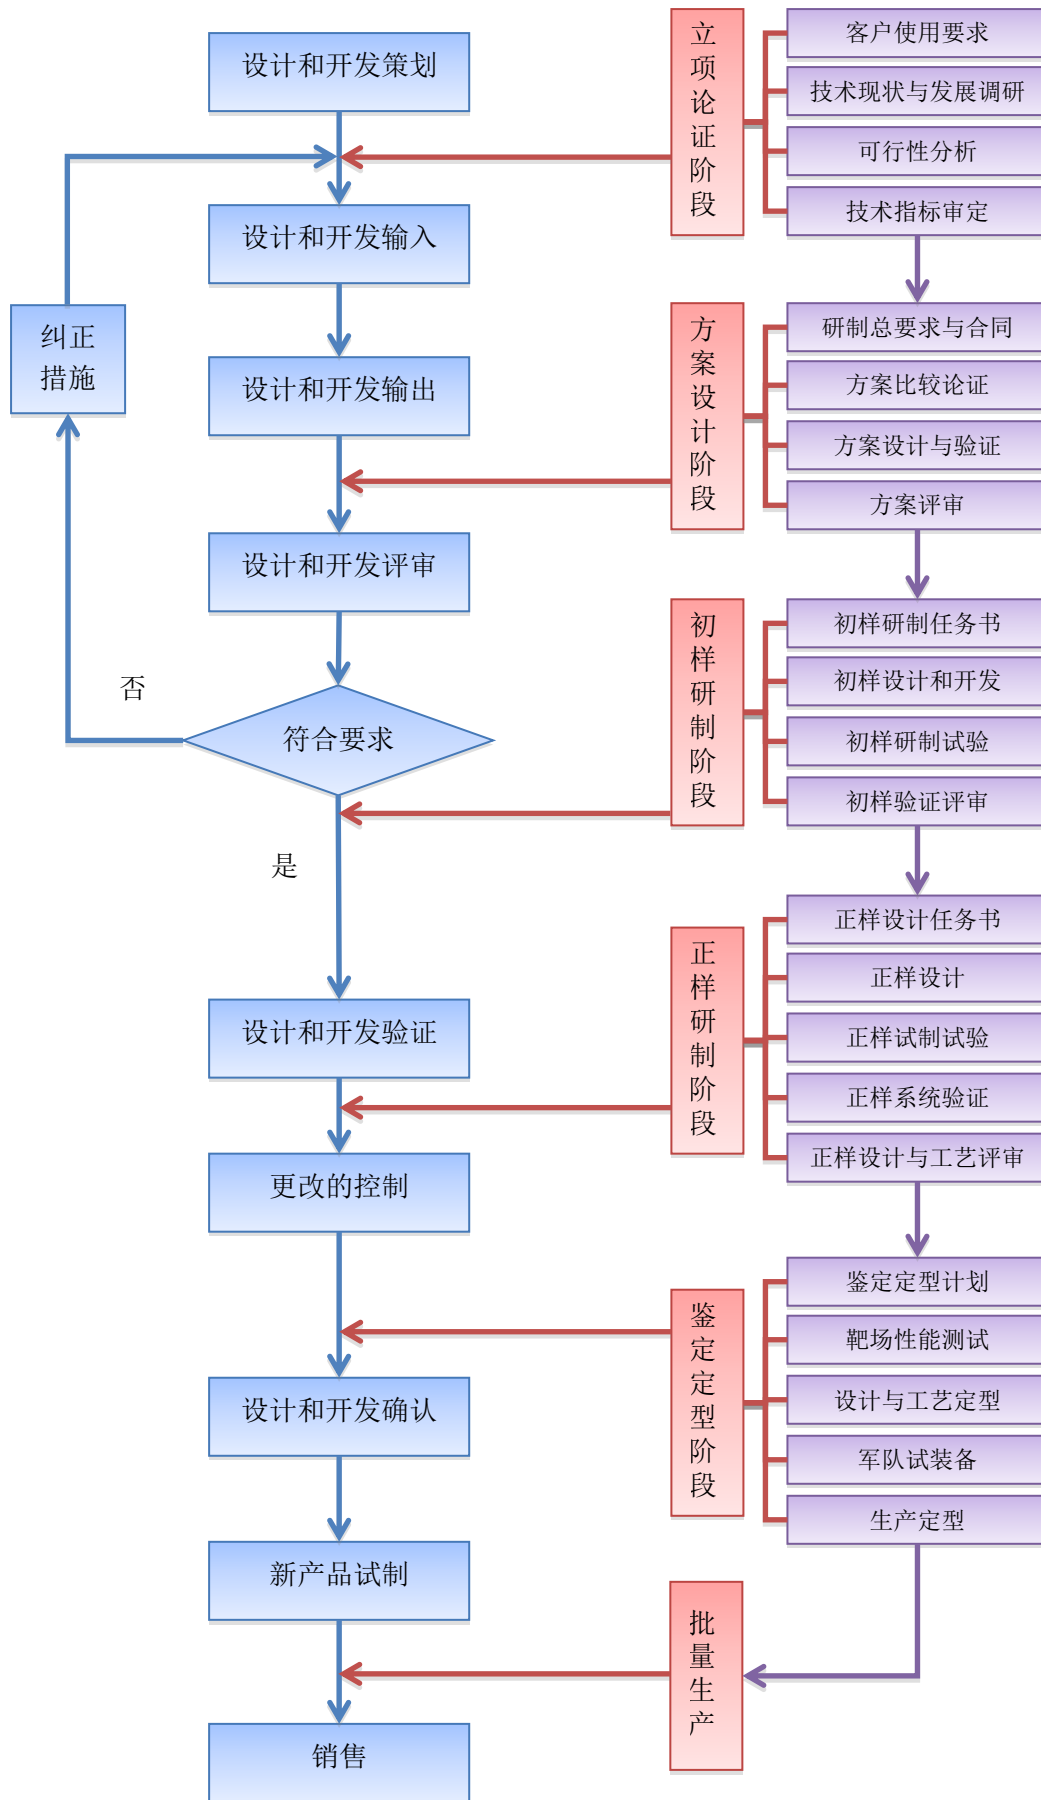 设计和开发策划
设计和开发输入
设计和开发输出
设计和开发评审
符合要求
否
纠正
措施
是
设计和开发验证
更改的控制
设计和开发确认
新产品试制
销售
立项论证阶段
客户使用要求
技术现状与发展调研
可行性分析
技术指标审定
方案设计阶段
研制总要求与合同
方案比较论证
方案设计与验证
方案评审
初样研制阶段
初样研制任务书
初样设计和开发
初样研制试验
初样验证评审
正样研制阶段
正样设计任务书
正样设计
正样试制试验
正样系统验证
正样设计与工艺评审
鉴定定型阶段
鉴定定型计划
靶场性能测试
设计与工艺定型
军队试装备
生产定型
批量生产